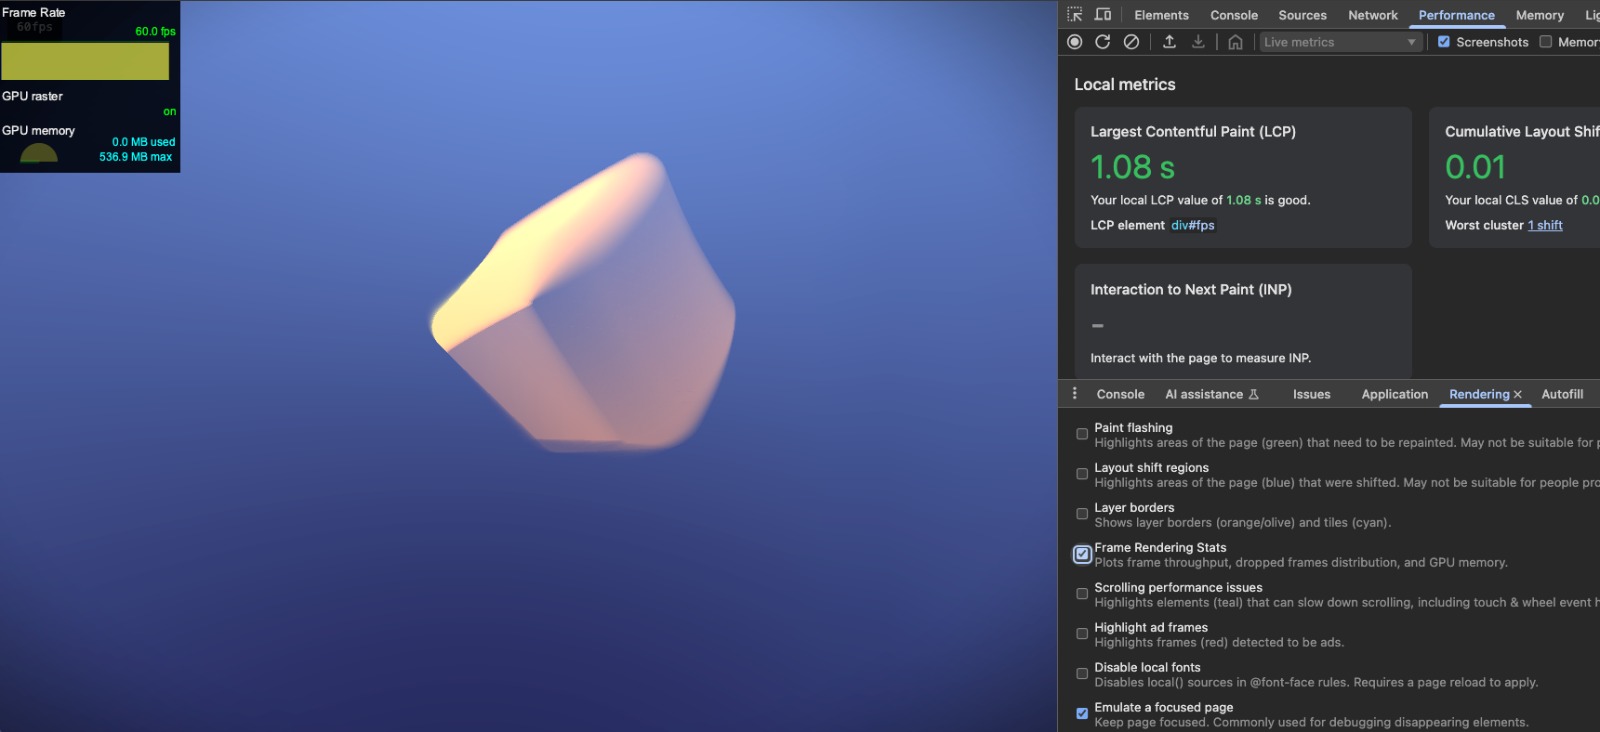 Frame Rate
60fps
60.0 fps
GPU raster
on
GPU memory
0.0 MB used
536.9 MB max
Elements Console Sources Network Performance Memory
Live metrics Screenshots
Local metrics
Largest Contentful Paint (LCP)
1.08 s
Your local LCP value of 1.08 s is good.
LCP element div#fps
Cumulative Layout
0.01
Your local CLS value of
Worst cluster 1 shift
Interaction to Next Paint (INP)
–
Interact with the page to measure INP.
Console AI assistance Issues Application Rendering Autofill
Paint flashing
Highlights areas of the page (green) that need to be repainted. May not be suitable for
Layout shift regions
Highlights areas of the page (blue) that were shifted. May not be suitable for people
Layer borders
Shows layer borders (orange/olive) and tiles (cyan).
Frame Rendering Stats
Plots frame throughput, dropped frames distribution, and GPU memory.
Scrolling performance issues
Highlights elements (teal) that can slow down scrolling, including touch & wheel event
Highlight ad frames
Highlights frames (red) detected to be ads.
Disable local fonts
Disables local() sources in @font-face rules. Requires a page reload to apply.
Emulate a focused page
Keep page focused. Commonly used for debugging disappearing elements.